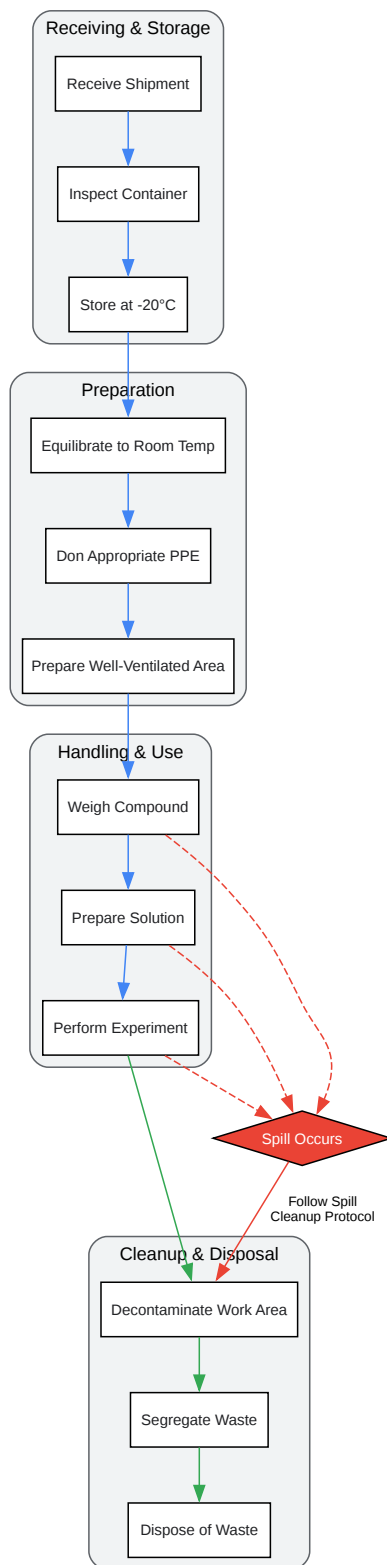 Receiving & Storage
Receive Shipment
Inspect Container
Store at -20°C
Preparation
Equilibrate to Room Temp
Don Appropriate PPE
Prepare Well-Ventilated Area
Handling & Use
Weigh Compound
Prepare Solution
Perform Experiment
Spill Occurs
Follow Spill
Cleanup Protocol
Cleanup & Disposal
Decontaminate Work Area
Segregate Waste
Dispose of Waste